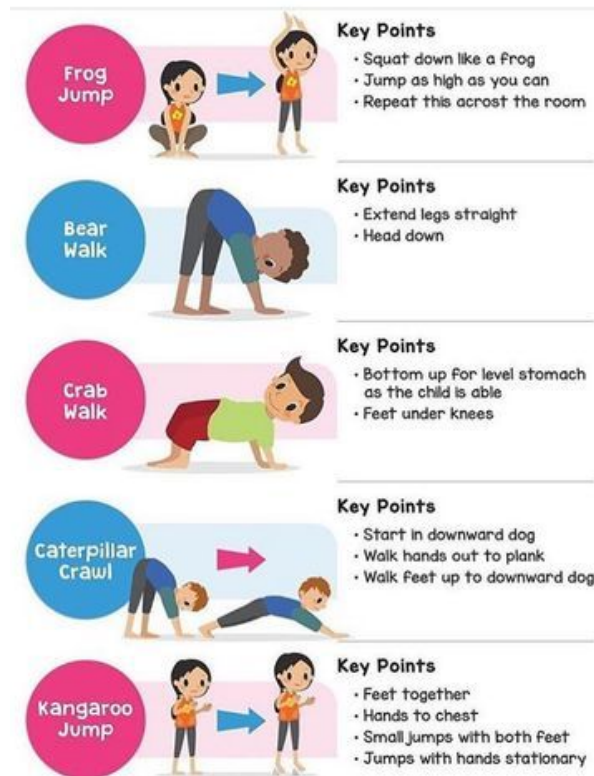 Frog
Jump
Key Points
• Squat down like a frog
• Jump as high as you can
• Repeat this acrost the room
Bear
Walk
Key Points
• Extend legs straight
• Head down
Crab
Walk
Key Points
• Bottom up for level stomach
as the child is able
• Feet under knees
Caterpillar
Crawl
Key Points
• Start in downward dog
• Walk hands out to plank
• Walk feet up to downward dog
Kangaroo
Jump
Key Points
• Feet together
• Hands to chest
• Small jumps with both feet
• Jumps with hands stationary